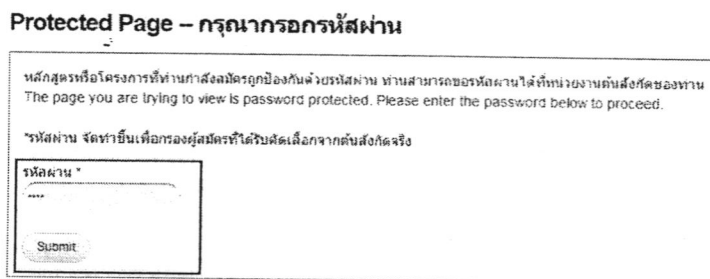 Protected Page – กรุณากรอกรหัสผ่าน
หลักสูตรหรือโครงการที่ท่านกำลังสมัครถูกป้องกันด้วยรหัสผ่าน ท่านสามารถขอรหัสผ่านได้ที่หน่วยงานต้นสังกัดของท่าน
The page you are trying to view is password protected. Please enter the password below to proceed.
*รหัสผ่าน จัดทำขึ้นเพื่อกรองผู้สมัครที่ได้รับคัดเลือกจากต้นสังกัดจริง
รหัสผ่าน *
....
Submit